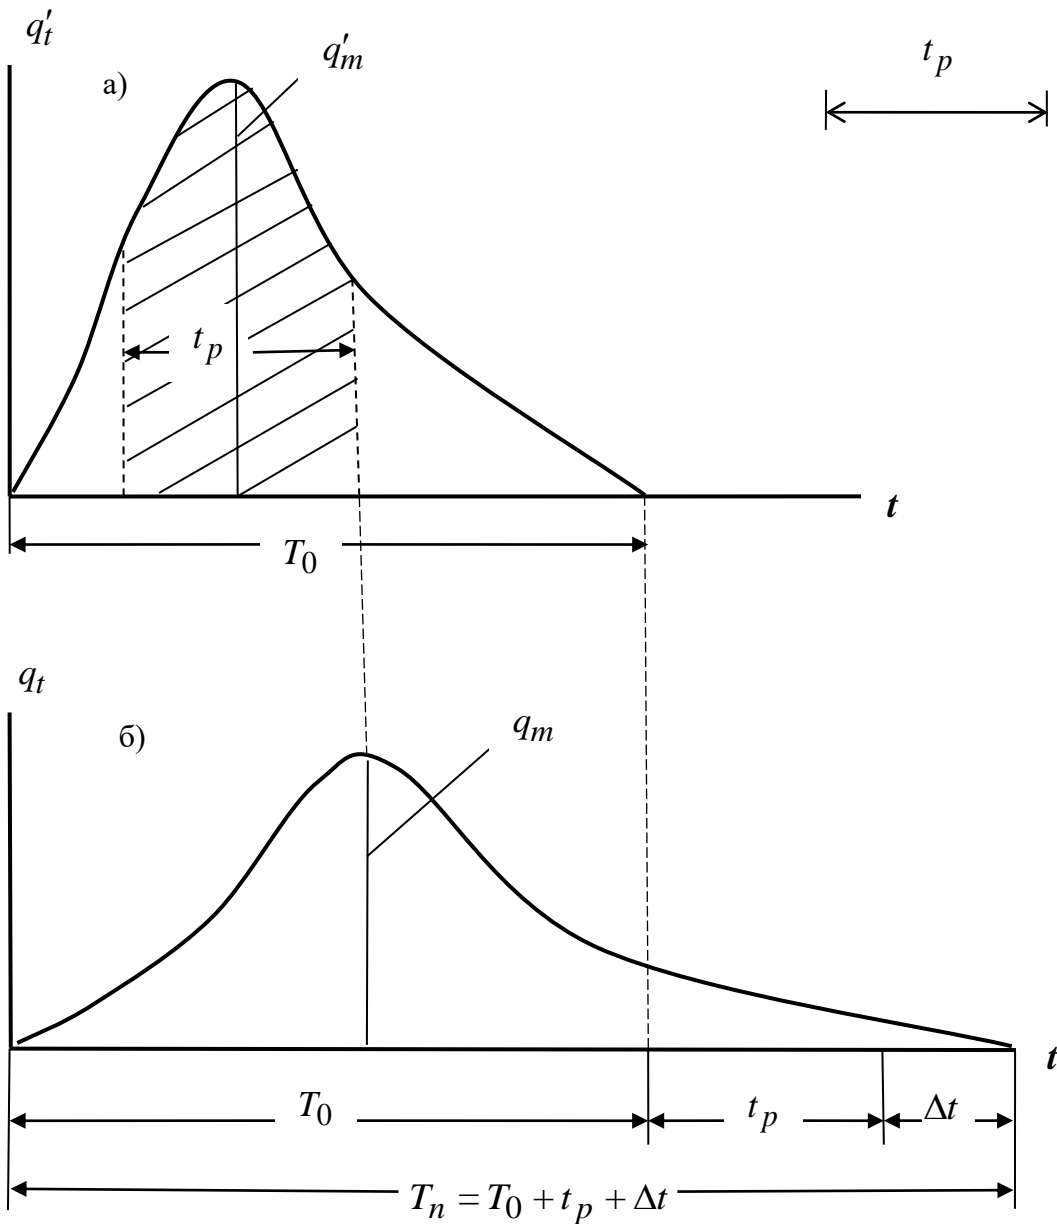 q′t
а)
q′m
tp
tp
t
T0
qt
б)
qm
t
T0
tp
Δt
Tn = T0 + tp + Δt